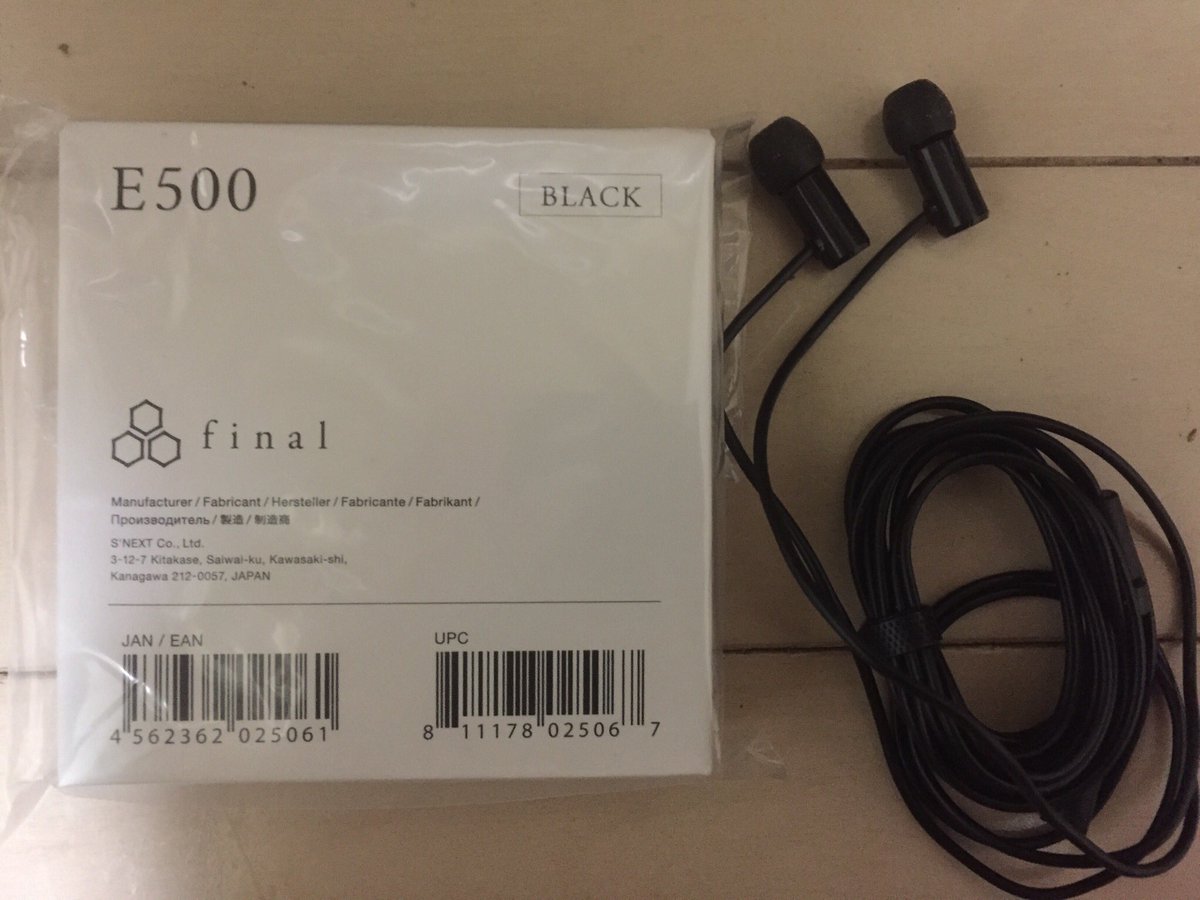 E500
BLACK
final
Manufacturer / Fabricant / Hersteller / Fabricante / Fabrikant /
Производитель / 製造 / 制造商
S'NEXT Co., Ltd.
3-12-7 Kitakase, Saiwai-ku, Kawasaki-shi,
Kanagawa 212-0057, JAPAN
JAN / EAN
4 562362 025061
UPC
8 11178 02506 7